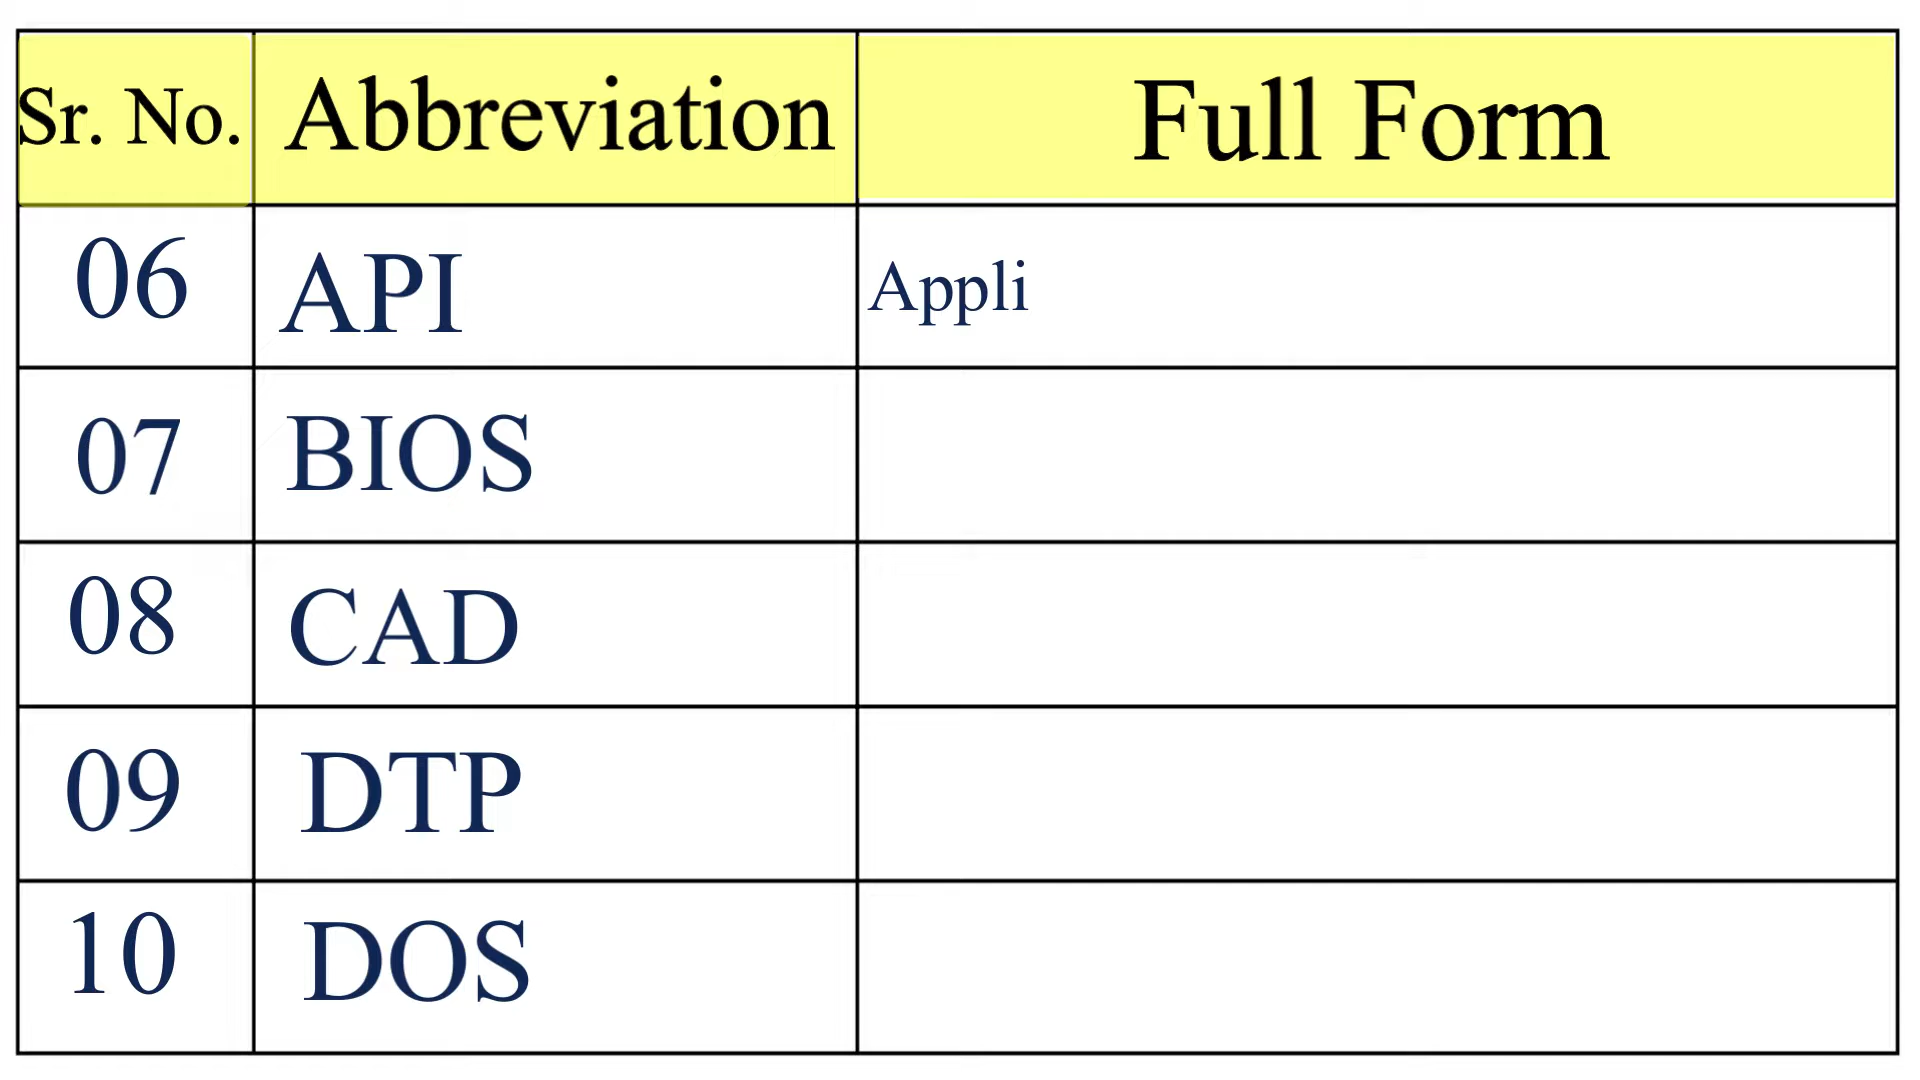 Sr. No. Abbreviation Full Form
06 API Appli
07 BIOS
08 CAD
09 DTP
10 DOS